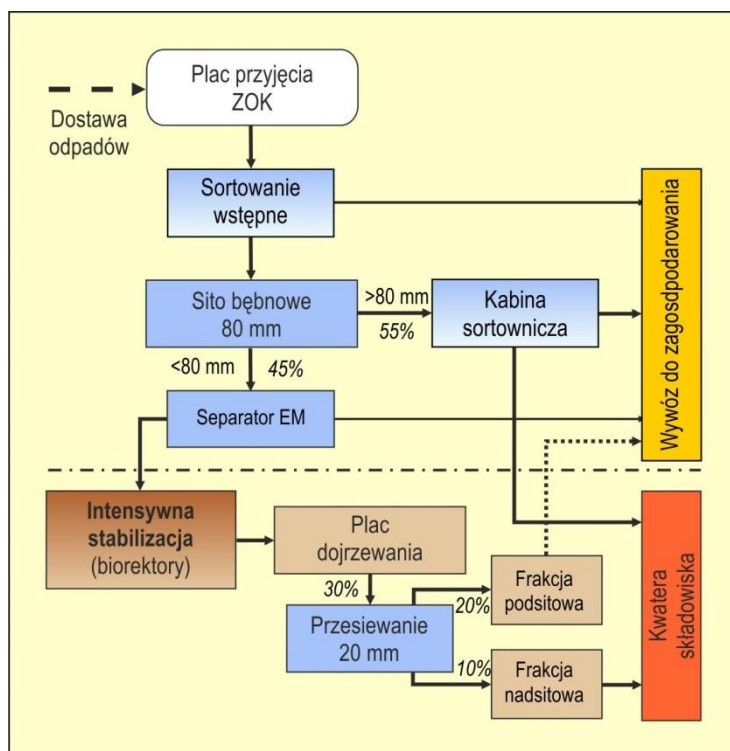 Plac przyjęcia
ZOK
Dostawa
odpadów
Sortowanie
wstępne
Sito bębnowe
80 mm
>80 mm
55%
Kabina
sortownicza
<80 mm
45%
Separator EM
Wywóz do zagosdpodarowania
Intensywna
stabilizacja
(biorektory)
Plac
dojrzewania
30%
Przesiewanie
20 mm
20%
Frakcja
podsitowa
10%
Frakcja
nadsitowa
Kwatera
składowiska